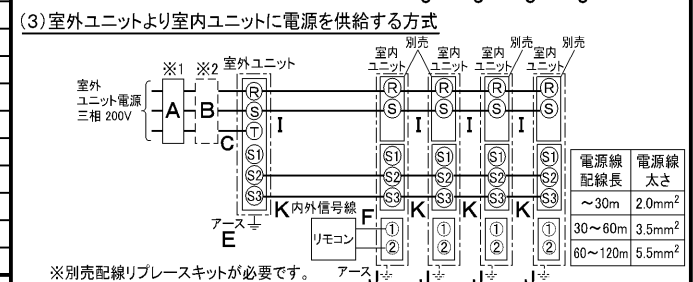 (3)室外ユニットより室内ユニットに電源を供給する方式
別売 別売 別売
※1 ※2 室外ユニット 室内ユニット 室内ユニット 室内ユニット 室内ユニット
室外
ユニット電源
三相 200V
A B C
R R R R R
S S S S S
T
I I I I
S1 S1 S1 S1 S1
S2 S2 S2 S2 S2
S3 S3 S3 S3 S3
K 内外信号線 K K K
アース
E
F
リモコン
① ① ① ①
② ② ② ②
アース
※別売配線リプレースキットが必要です。
電源線配線長 電源線太さ
~30m 2.0mm²
30~60m 3.5mm²
60~120m 5.5mm²